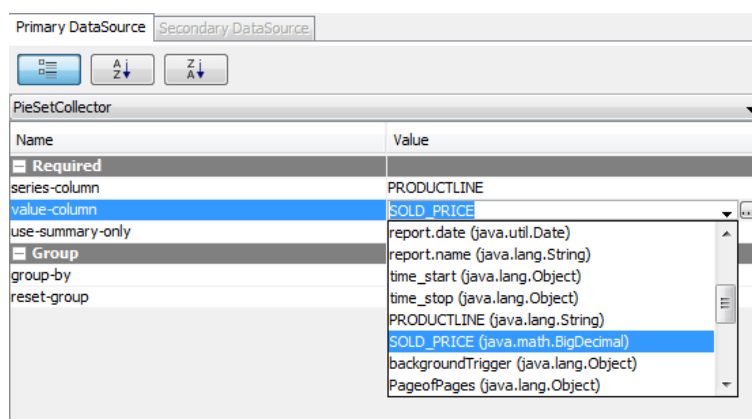 Primary DataSource Secondary DataSource
A Z Z A
PieSetCollector
Name Value
Required
series-column PRODUCTLINE
value-column SOLD_PRICE
use-summary-only report.date (java.util.Date)
Group report.name (java.lang.String)
group-by time_start (java.lang.Object)
reset-group time_stop (java.lang.Object)
PRODUCTLINE (java.lang.String)
SOLD_PRICE (java.math.BigDecimal)
backgroundTrigger (java.lang.Object)
PageofPages (java.lang.Object)